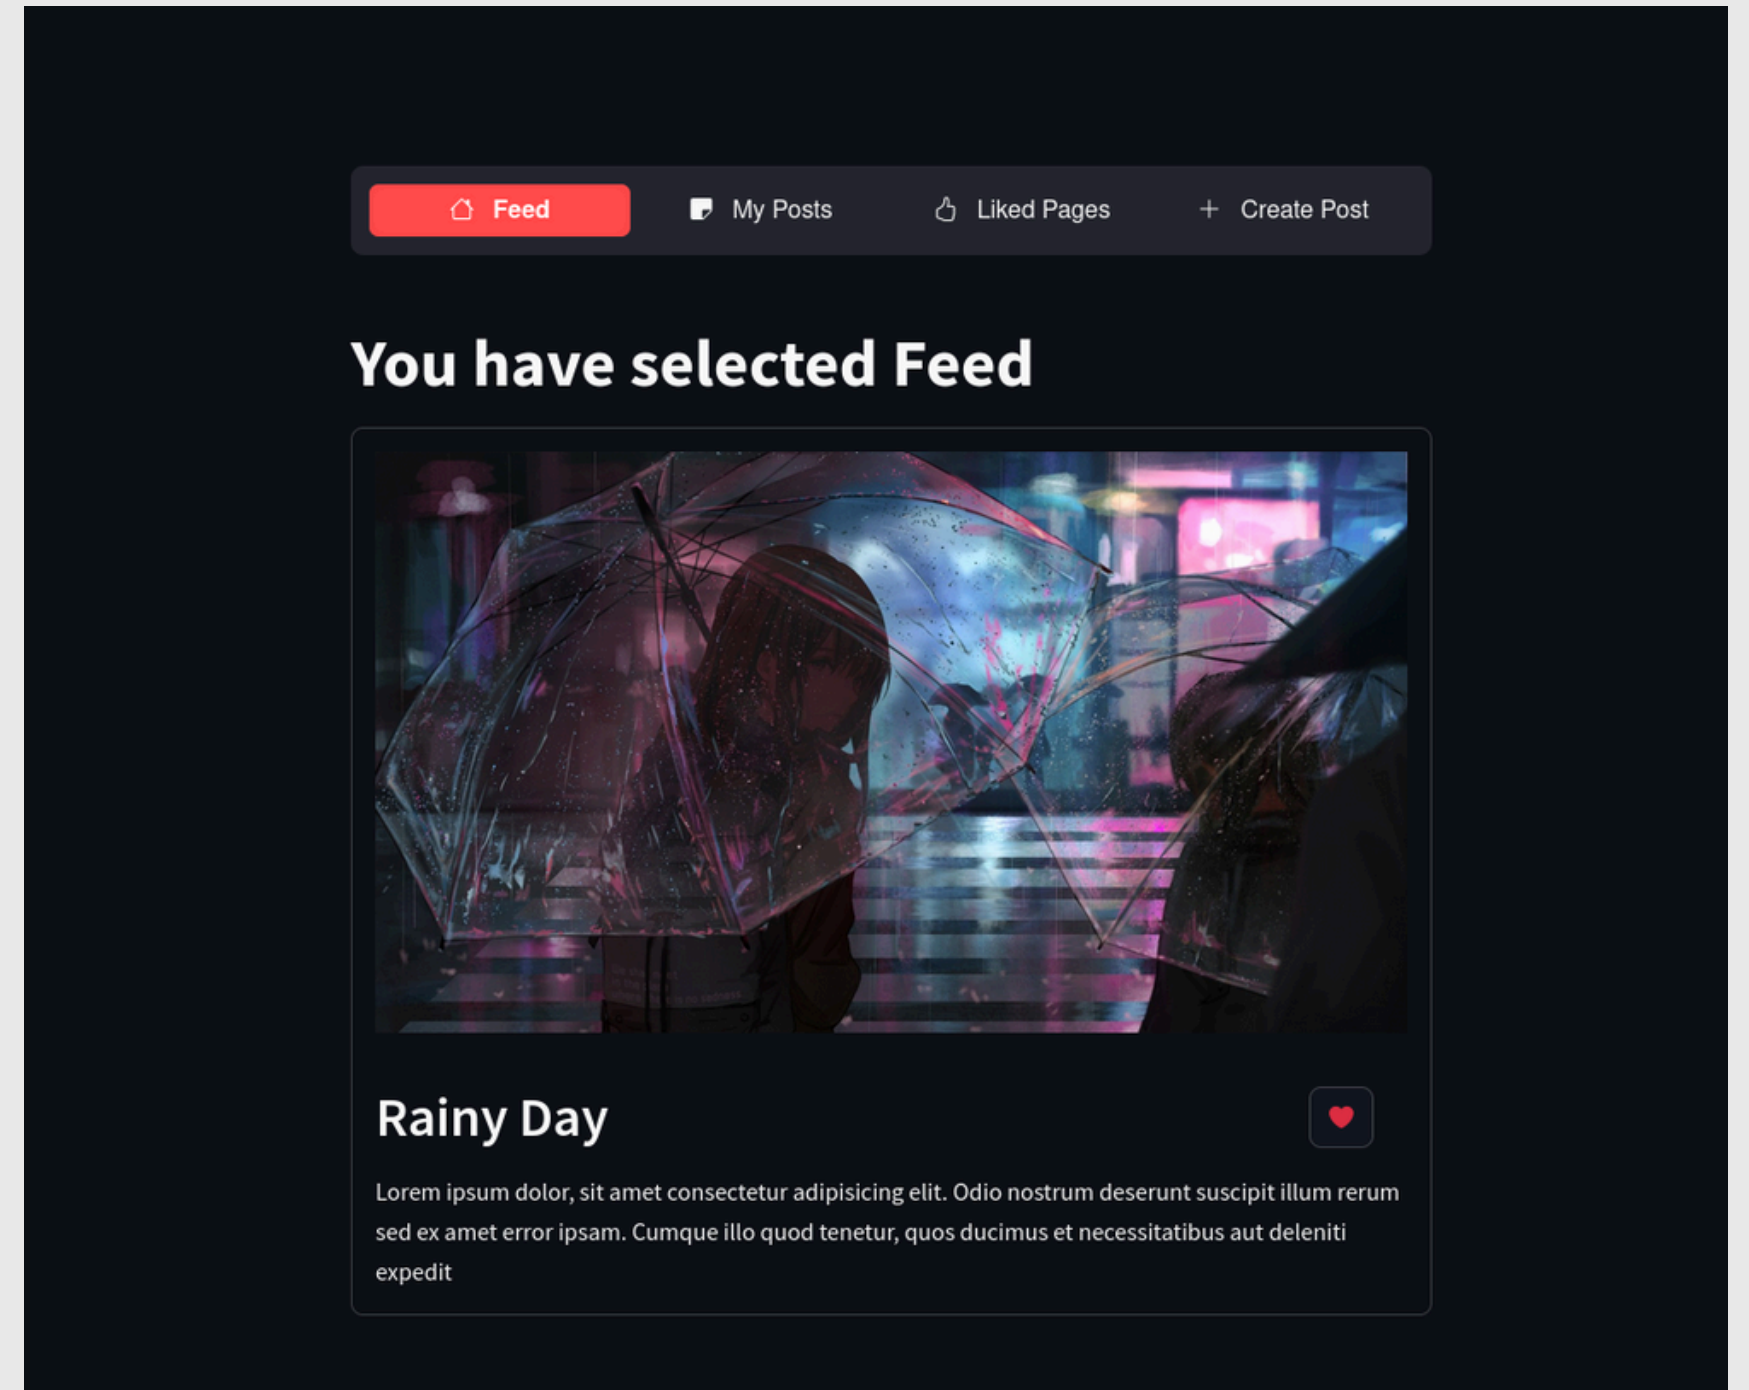 Feed My Posts Liked Pages Create Post
You have selected Feed
Rainy Day
Lorem ipsum dolor, sit amet consectetur adipisicing elit. Odio nostrum deserunt suscipit illum rerum
sed ex amet error ipsam. Cumque illo quod tenetur, quos ducimus et necessitatibus aut deleniti
expedit